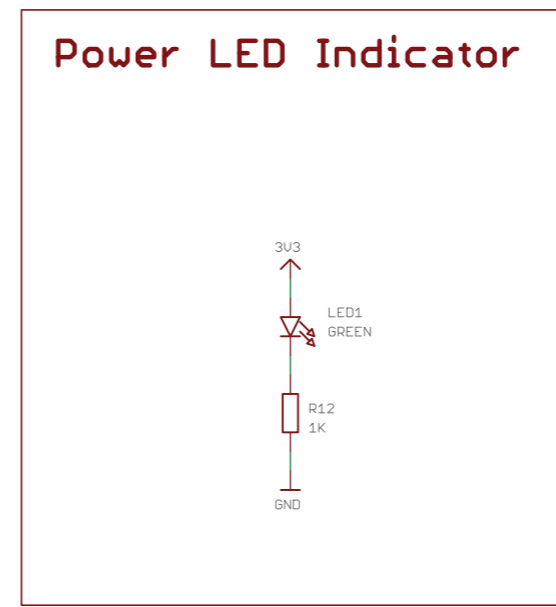 Power LED Indicator
3V3
LED1
GREEN
R12
1K
GND